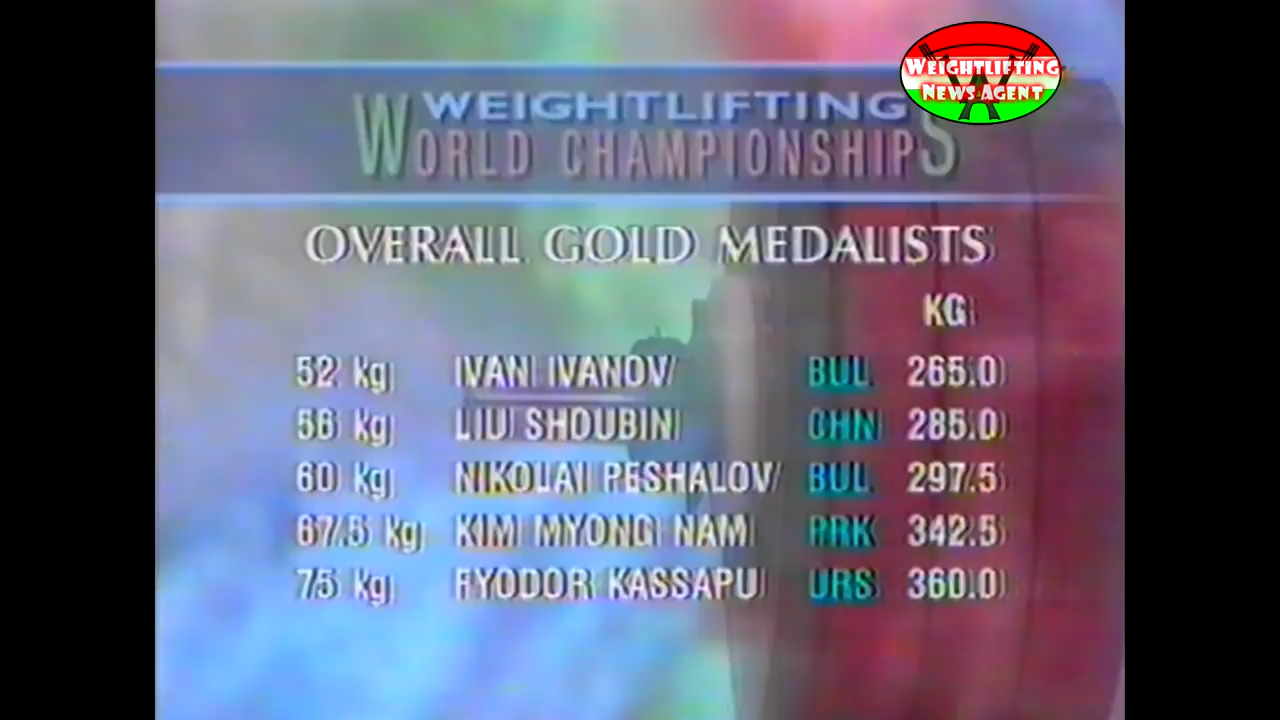 WEIGHTLIFTING
NEWS AGENT
WEIGHTLIFTING
WORLD CHAMPIONSHIPS
OVERALL GOLD MEDALISTS
KG
52 kg IVAN IVANOV BUL 265.0
56 kg LIU SHOUBIN CHN 285.0
60 kg NIKOLAI PESHALOV BUL 297.5
67.5 kg KIM MYONG NAM PRK 342.5
75 kg FYODOR KASSAPU URS 360.0